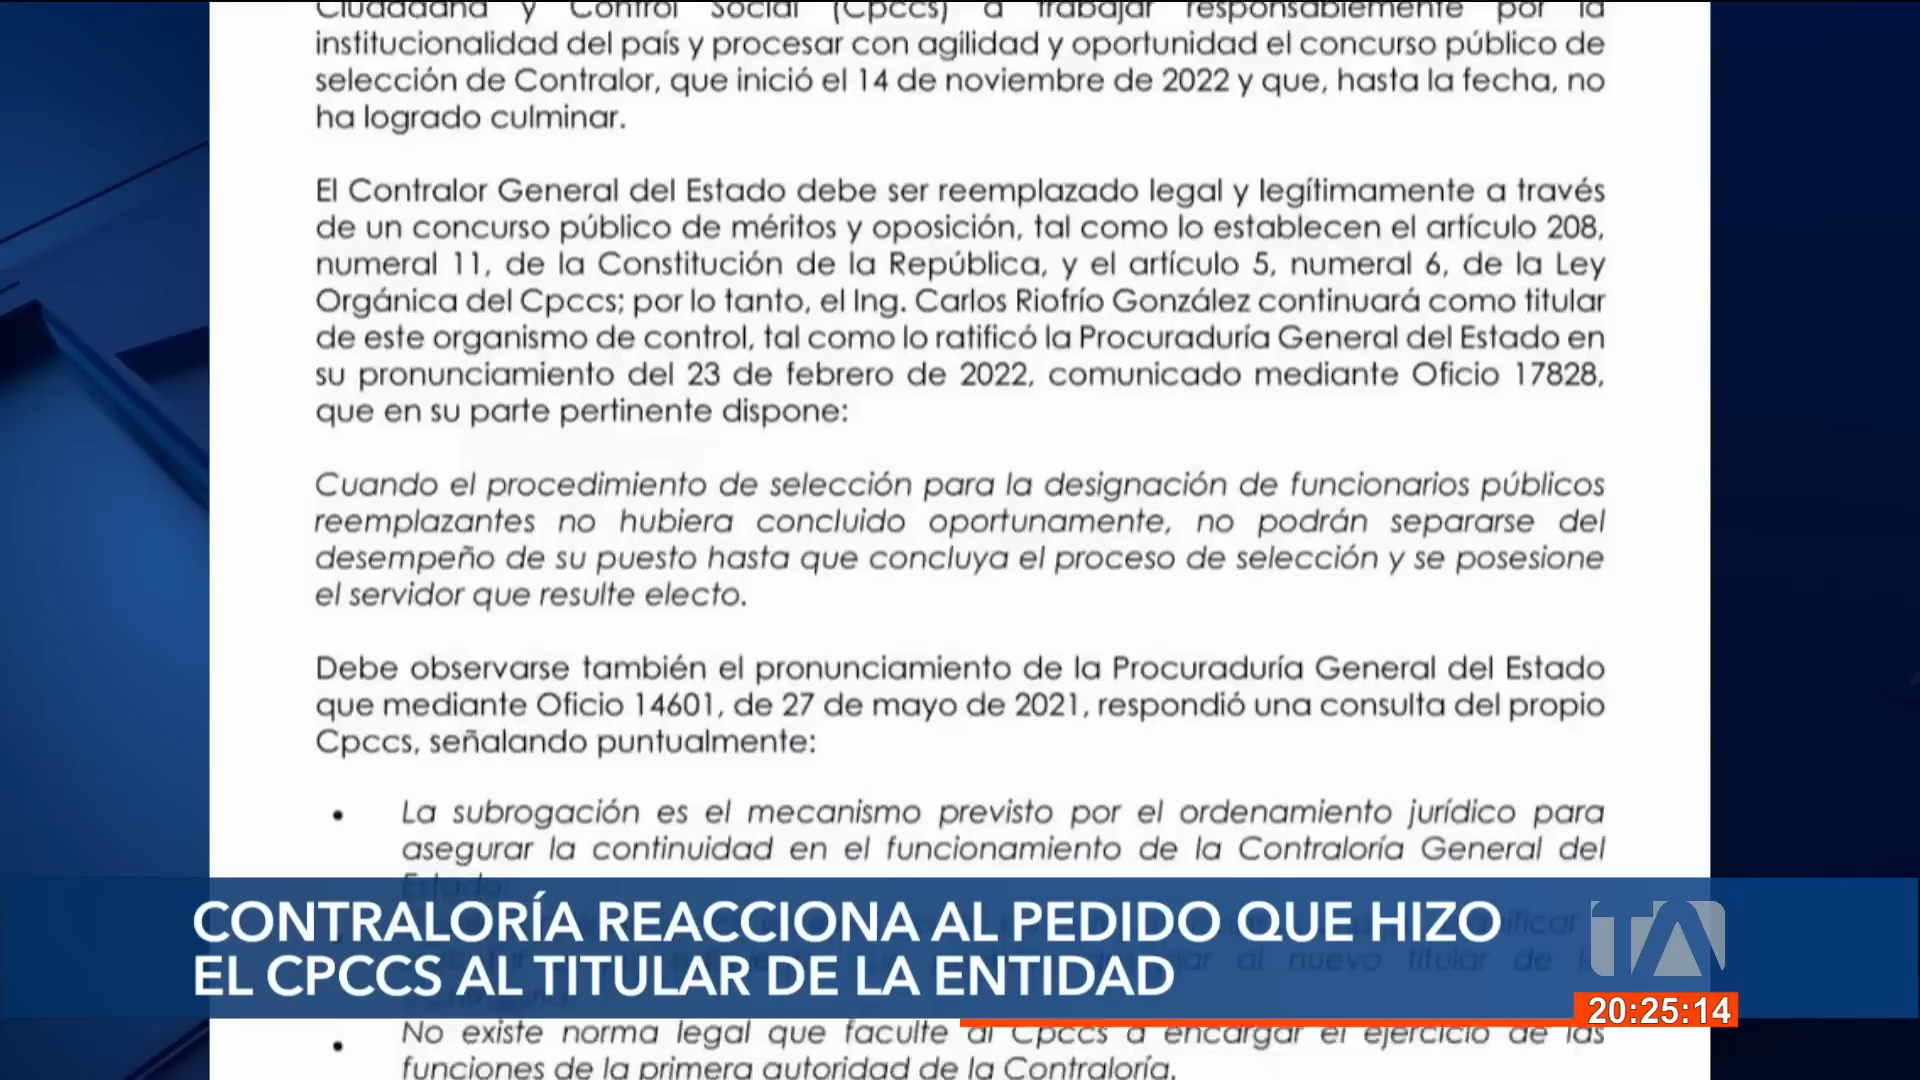 Ciudadana y Control Social (Cpccs) a trabajar responsablemente por la
institucionalidad del país y procesar con agilidad y oportunidad el concurso público de
selección de Contralor, que inició el 14 de noviembre de 2022 y que, hasta la fecha, no
ha logrado culminar.
El Contralor General del Estado debe ser reemplazado legal y legítimamente a través
de un concurso público de méritos y oposición, tal como lo establecen el artículo 208,
numeral 11, de la Constitución de la República, y el artículo 5, numeral 6, de la Ley
Orgánica del Cpccs; por lo tanto, el Ing. Carlos Riofrío González continuará como titular
de este organismo de control, tal como lo ratificó la Procuraduría General del Estado en
su pronunciamiento del 23 de febrero de 2022, comunicado mediante Oficio 17828,
que en su parte pertinente dispone:
Cuando el procedimiento de selección para la designación de funcionarios públicos
reemplazantes no hubiera concluido oportunamente, no podrán separarse del
desempeño de su puesto hasta que concluya el proceso de selección y se posesione
el servidor que resulte electo.
Debe observarse también el pronunciamiento de la Procuraduría General del Estado
que mediante Oficio 14601, de 27 de mayo de 2021, respondió una consulta del propio
Cpccs, señalando puntualmente:
• La subrogación es el mecanismo previsto por el ordenamiento jurídico para
asegurar la continuidad en el funcionamiento de la Contraloría General del
Estado
CONTRALORÍA REACCIONA AL PEDIDO QUE HIZO
EL CPCCS AL TITULAR DE LA ENTIDAD
al nuevo titular de
TA
20:25:14
• No existe norma legal que faculte al Cpccs a encargar el ejercicio de las
funciones de la primera autoridad de la Contraloría.